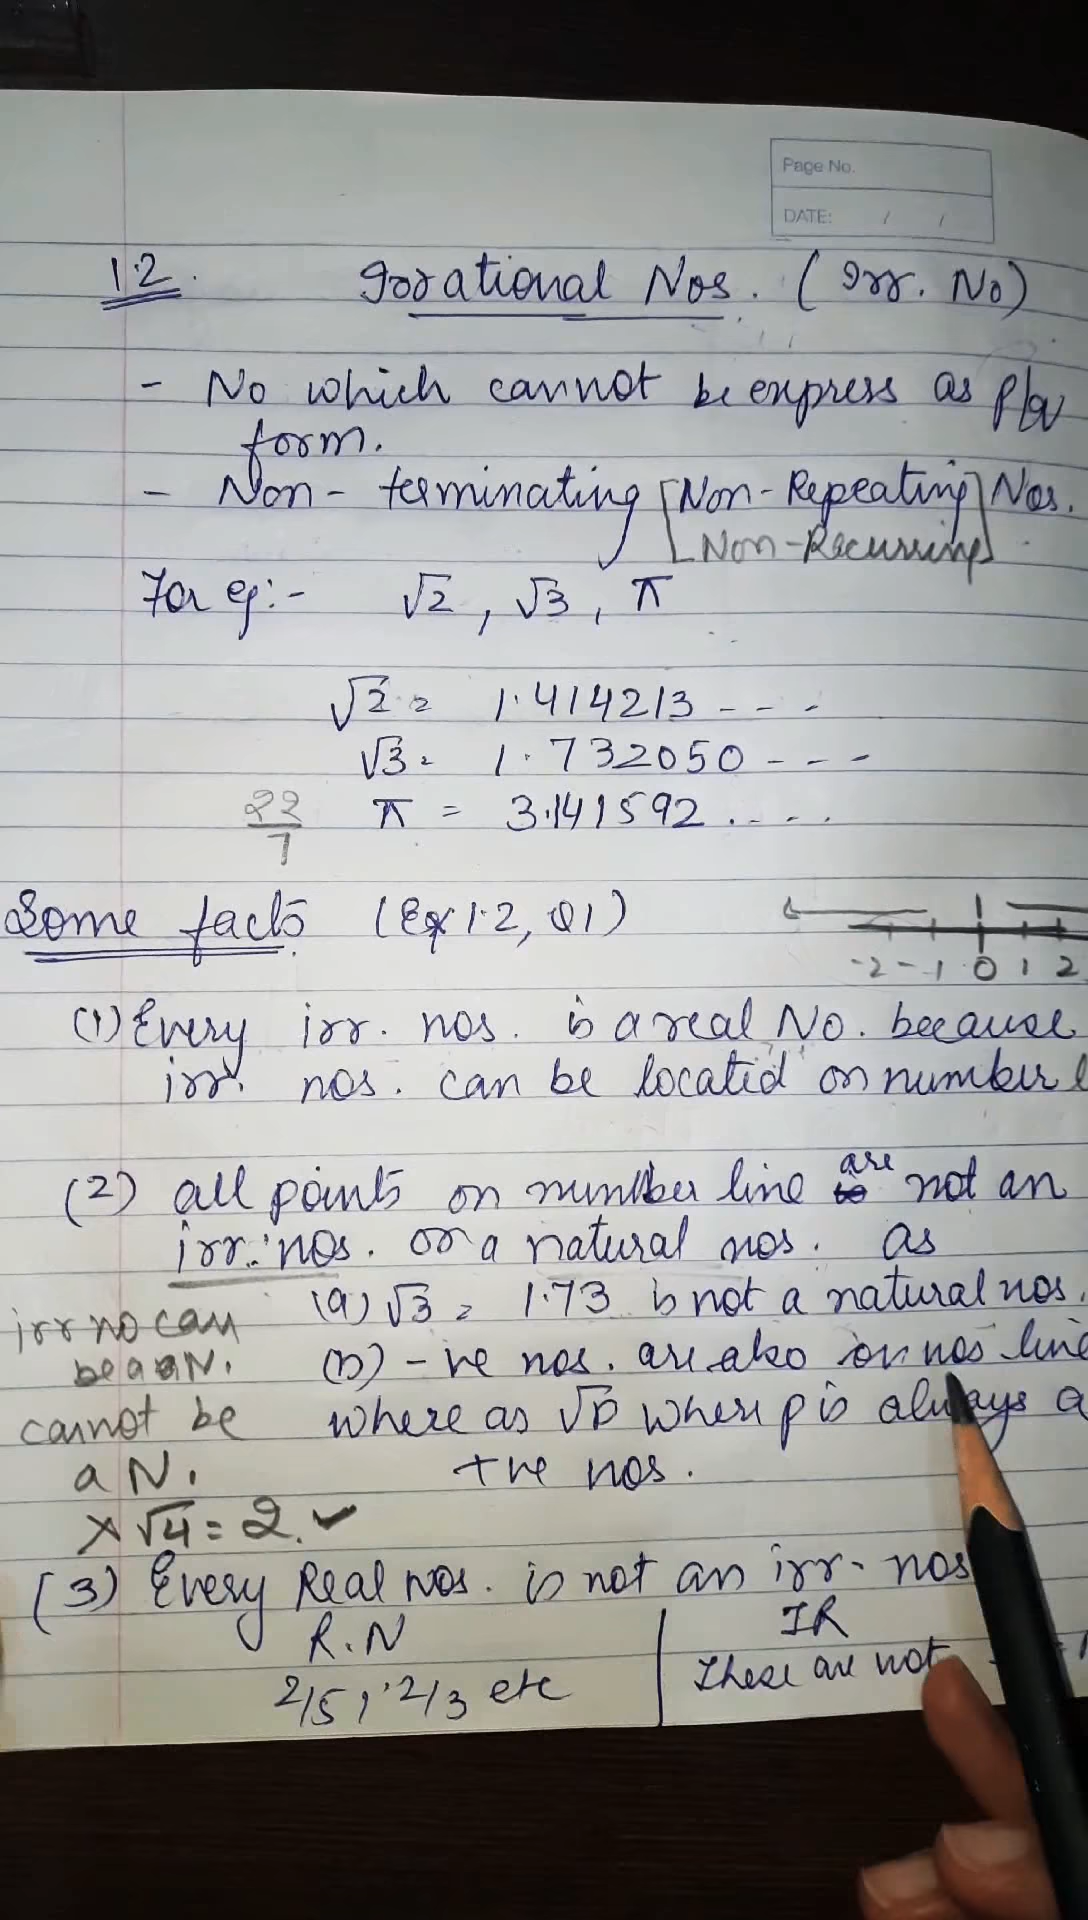 Page No.
DATE: / /
1.2. Irrational Nos. (Irr. No)
- No which cannot be express as p/q
form.
- Non-terminating [Non-Repeating] Nos.
[Non-Recurring]
For eg:- √2, √3, π
√2 = 1.414213 - - -
√3 = 1.732050 - - -
22/7 π = 3.141592 . . . .
Some facts (Ex 1.2, Q1)
-2 -1 0 1 2
(1) Every irr. nos. is a real No. because
irr. nos. can be located on number
(2) all points on number line are not an
irr. nos. or a natural nos. as
(a) √3 = 1.73 is not a natural nos.
irr no can
be a N.
(b) -ve nos. are also on nos line
cannot be
where as √p where p is always a
a N.
+ve nos.
× √4 = 2. ✓
(3) Every Real nos. is not an irr. nos
R.N
IR
2/5, 2/3 etc
These are not